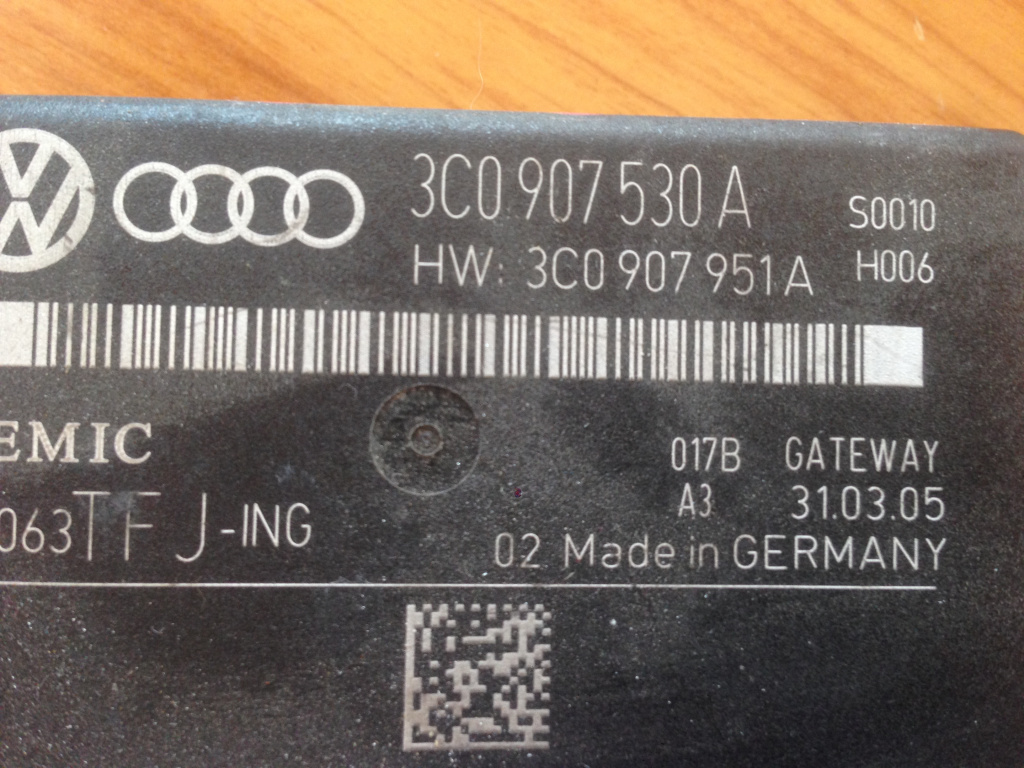 3C0 907 530 A
S0010
HW: 3C0 907 951 A
H006
EMIC
017B GATEWAY
A3 31.03.05
063TFJ-ING
02 Made in GERMANY